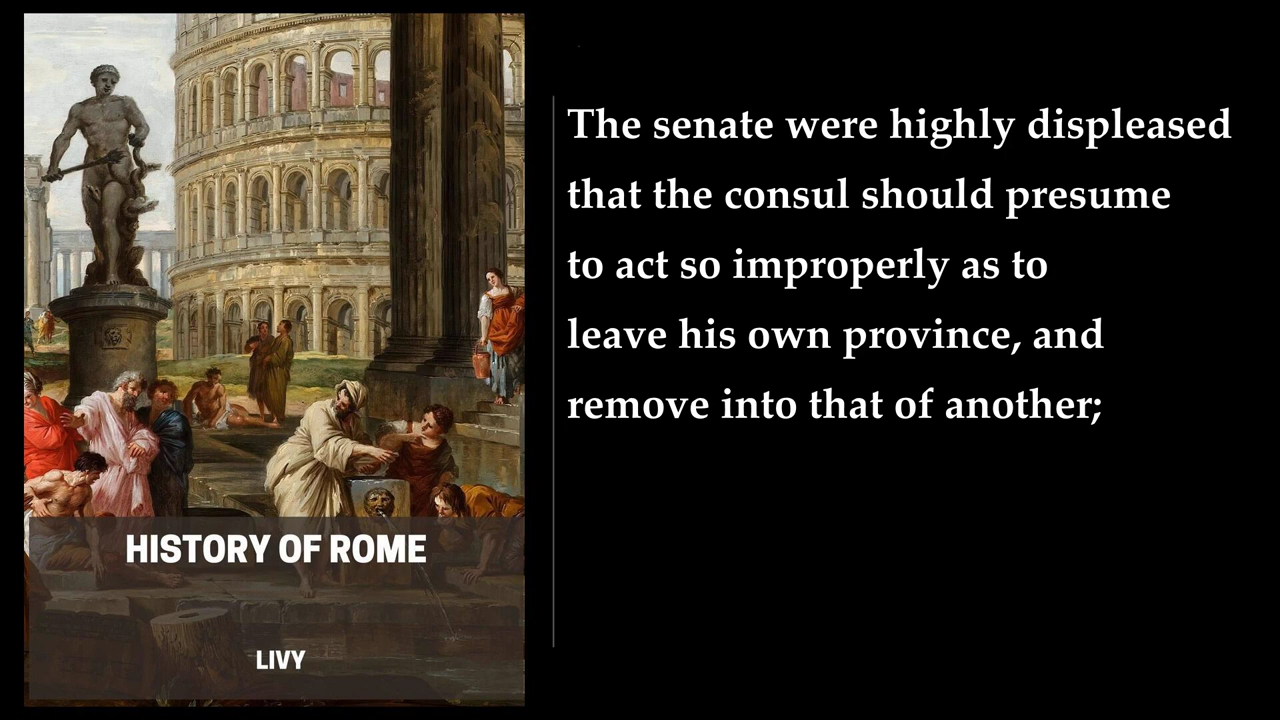 HISTORY OF ROME
LIVY
The senate were highly displeased
that the consul should presume
to act so improperly as to
leave his own province, and
remove into that of another;